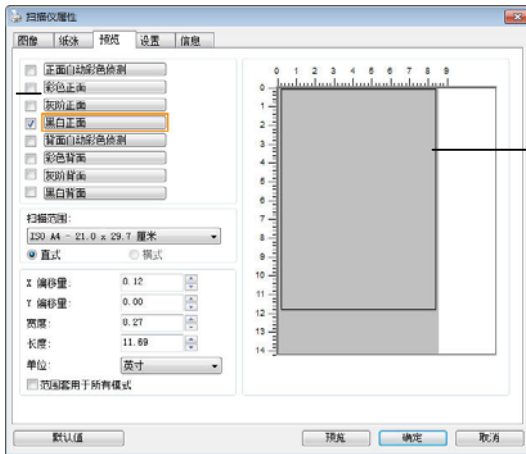 扫描仪属性
图像 纸张 预览 设置 信息
正面自动彩色侦测
彩色正面
灰阶正面
黑白正面
背面自动彩色侦测
彩色背面
灰阶背面
黑白背面
扫描范围:
ISO A4 - 21.0 x 29.7 厘米
直式 横式
X 偏移量: 0.12
Y 偏移量: 0.00
宽度: 8.27
长度: 11.69
单位: 英寸
范围套用于所有模式
0 1 2 3 4 5 6 7 8 9
0
1
2
3
4
5
6
7
8
9
10
11
12
13
14
默认值 预览 确定 取消